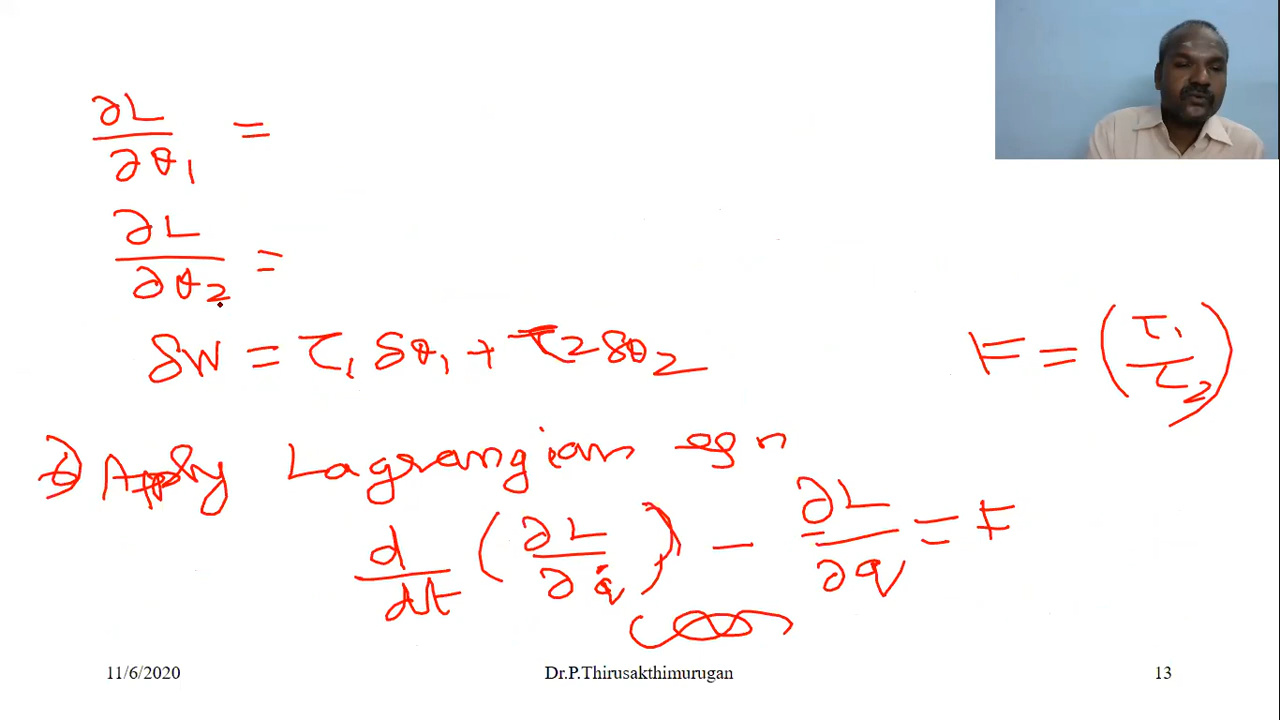 ∂L/∂θ₁ =
∂L/∂θ₂ =
δW = τ₁ δθ₁ + τ₂ δθ₂
F = (τ₁/τ₂)
6) Apply Lagrangian eqn
d/dt (∂L/∂q̇) - ∂L/∂q = F
11/6/2020 Dr.P.Thirusakthimurugan 13